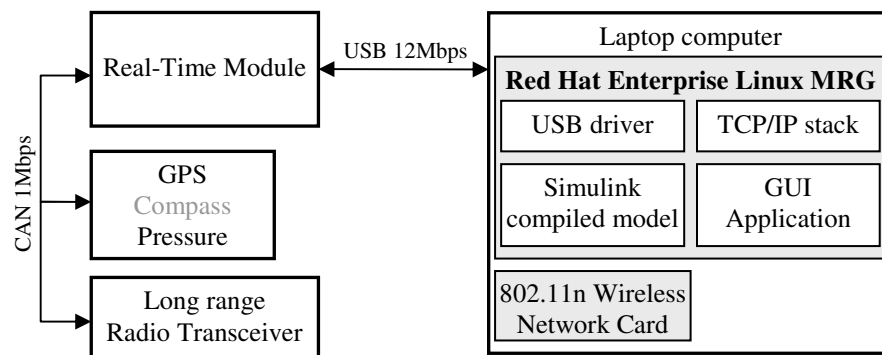 Real-Time Module
USB 12Mbps
Laptop computer
Red Hat Enterprise Linux MRG
USB driver
TCP/IP stack
CAN 1Mbps
GPS
Compass
Pressure
Simulink
compiled model
GUI
Application
Long range
Radio Transceiver
802.11n Wireless
Network Card